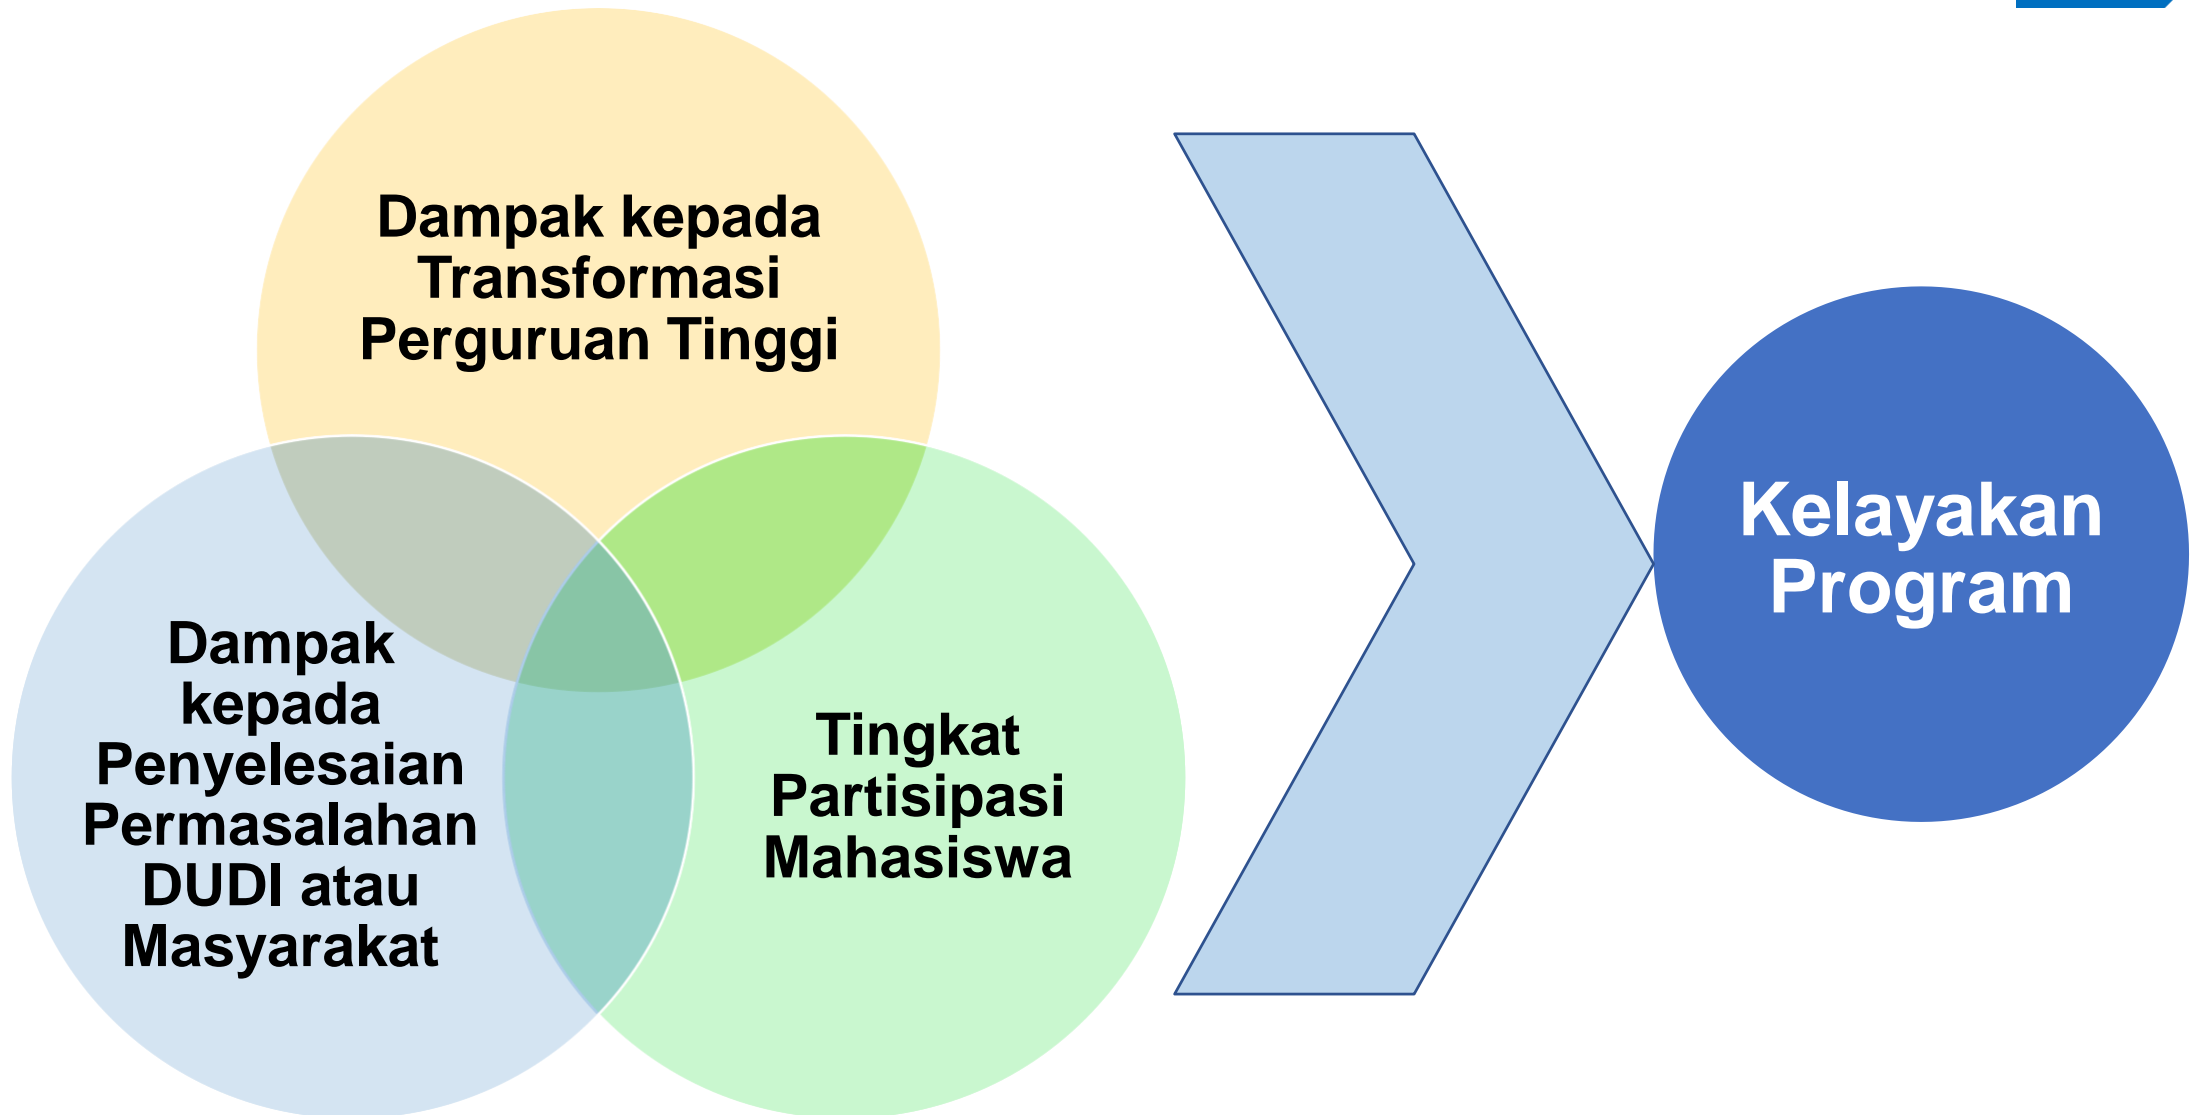 Dampak kepada
Transformasi
Perguruan Tinggi
Dampak
kepada
Penyelesaian
Permasalahan
DUDI atau
Masyarakat
Tingkat
Partisipasi
Mahasiswa
Kelayakan
Program